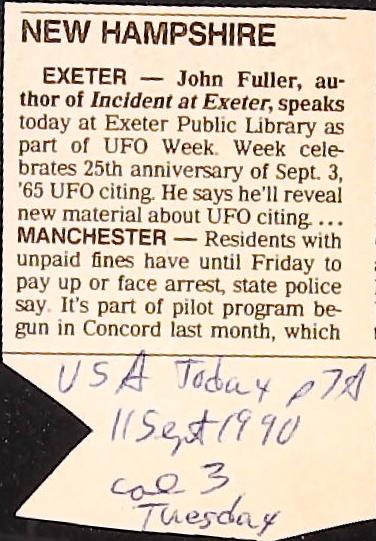 NEW HAMPSHIRE
EXETER — John Fuller, au-
thor of Incident at Exeter, speaks
today at Exeter Public Library as
part of UFO Week. Week cele-
brates 25th anniversary of Sept. 3,
'65 UFO citing. He says he'll reveal
new material about UFO citing. ...
MANCHESTER — Residents with
unpaid fines have until Friday to
pay up or face arrest, state police
say. It's part of pilot program be-
gun in Concord last month, which
USA Today p7A
11 Sept 1990
col 3
Tuesday